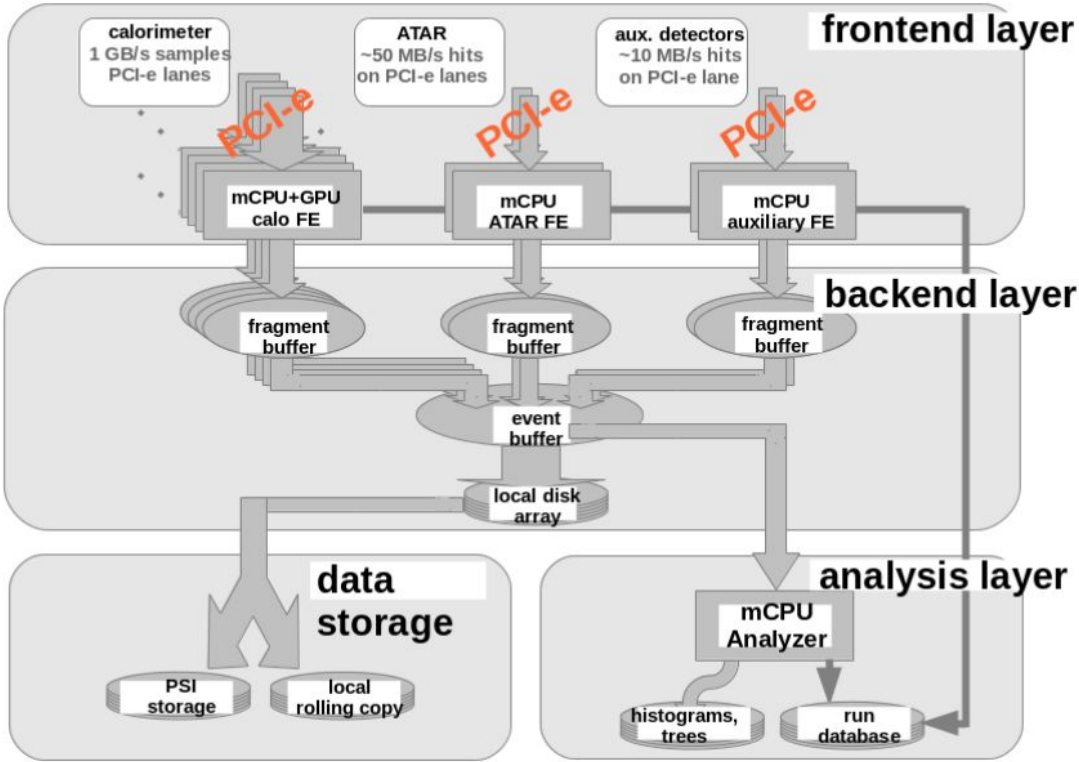 frontend layer
calorimeter
1 GB/s samples
PCI-e lanes
ATAR
~50 MB/s hits
on PCI-e lanes
aux. detectors
~10 MB/s hits
on PCI-e lane
PCI-e
PCI-e
PCI-e
mCPU+GPU
calo FE
mCPU
ATAR FE
mCPU
auxiliary FE
backend layer
fragment
buffer
fragment
buffer
fragment
buffer
event
buffer
local disk
array
data
storage
PSI
storage
local
rolling copy
analysis layer
mCPU
Analyzer
histograms,
trees
run
database